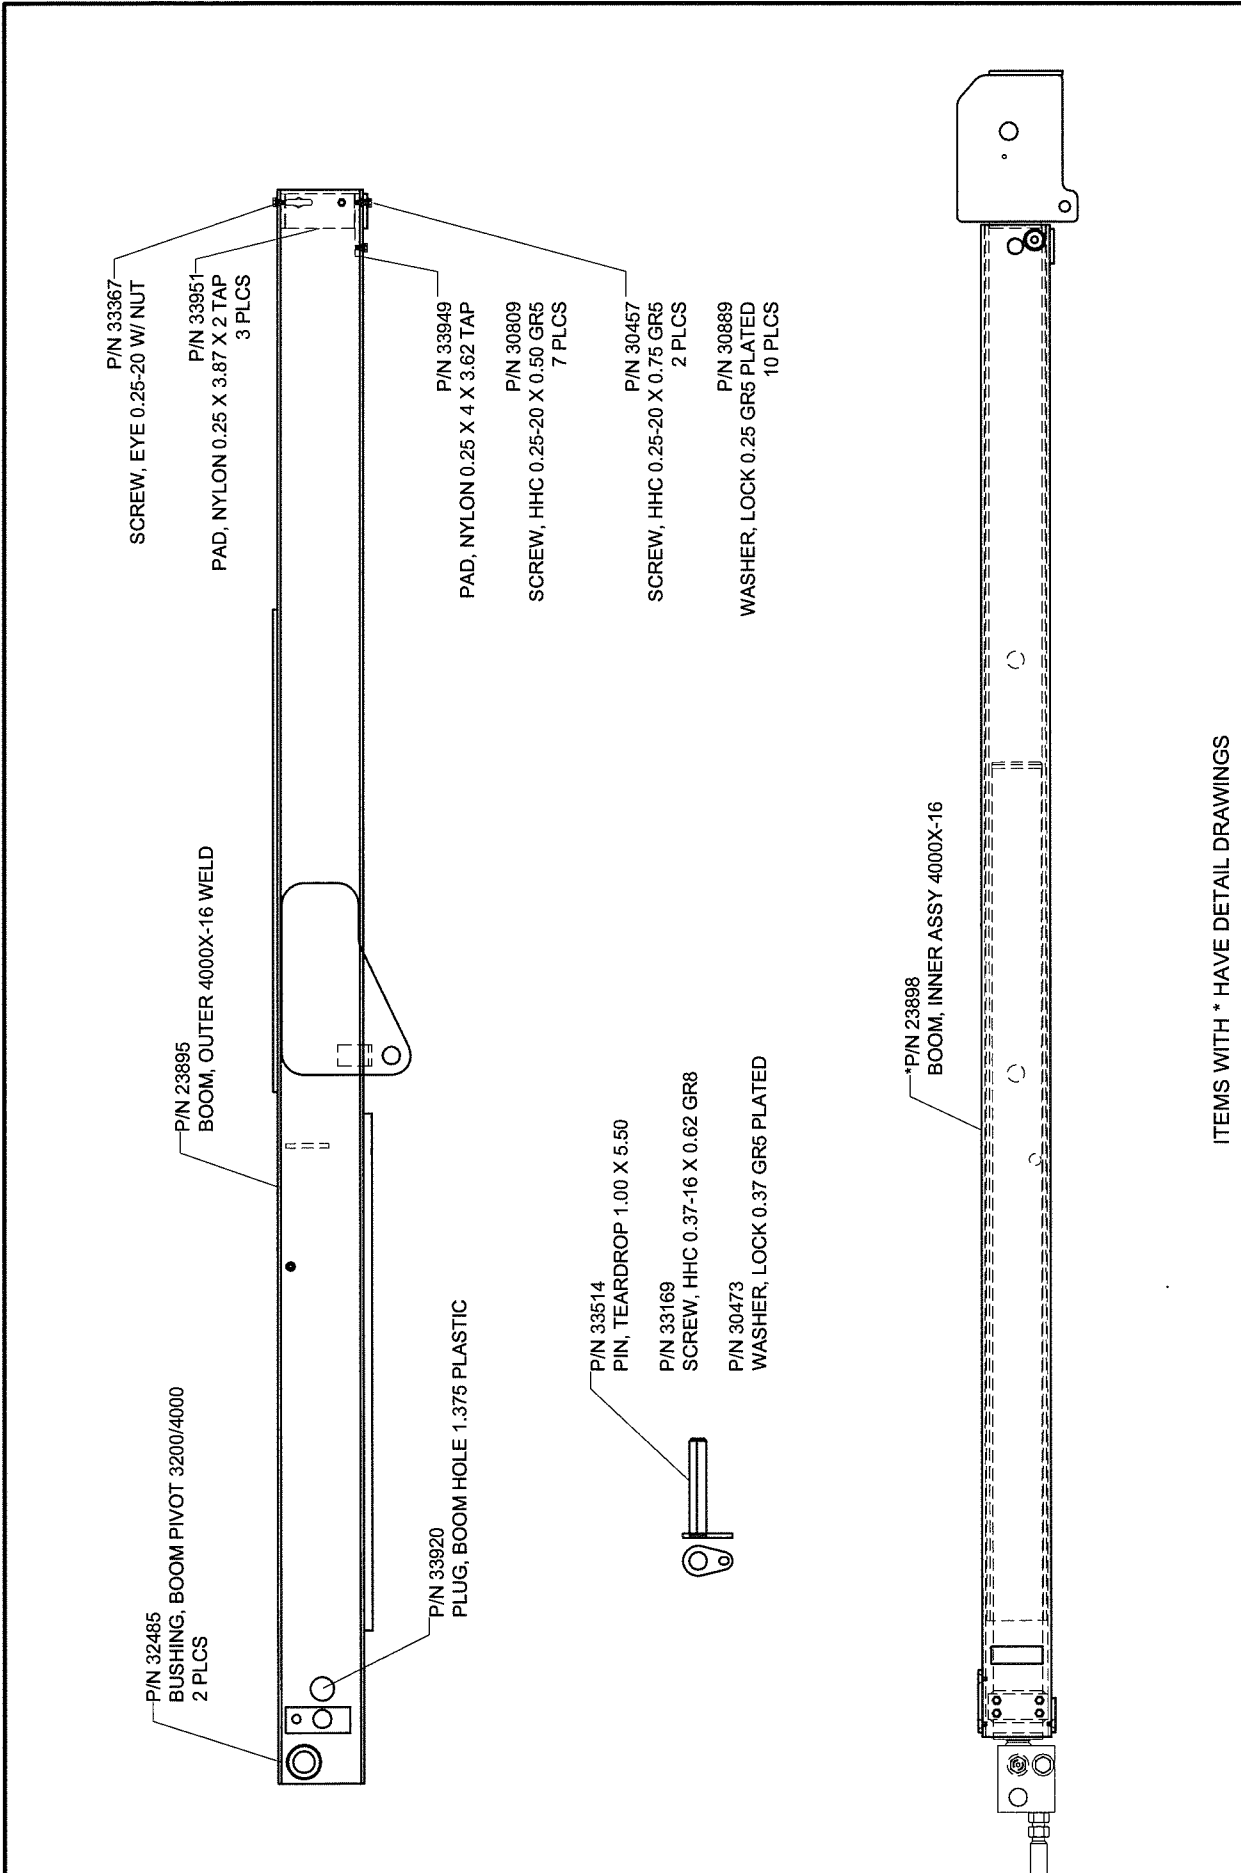 P/N 32485
BUSHING, BOOM PIVOT 3200/4000
2 PLCS
P/N 23895
BOOM, OUTER 4000X-16 WELD
P/N 33367
SCREW, EYE 0.25-20 W/ NUT
P/N 33951
PAD, NYLON 0.25 X 3.87 X 2 TAP
3 PLCS
P/N 33920
PLUG, BOOM HOLE 1.375 PLASTIC
P/N 33949
PAD, NYLON 0.25 X 4 X 3.62 TAP
P/N 30809
SCREW, HHC 0.25-20 X 0.50 GR5
7 PLCS
P/N 30457
SCREW, HHC 0.25-20 X 0.75 GR5
2 PLCS
P/N 30889
WASHER, LOCK 0.25 GR5 PLATED
10 PLCS
P/N 33514
PIN, TEARDROP 1.00 X 5.50
P/N 33169
SCREW, HHC 0.37-16 X 0.62 GR8
P/N 30473
WASHER, LOCK 0.37 GR5 PLATED
*P/N 23898
BOOM, INNER ASSY 4000X-16
ITEMS WITH * HAVE DETAIL DRAWINGS